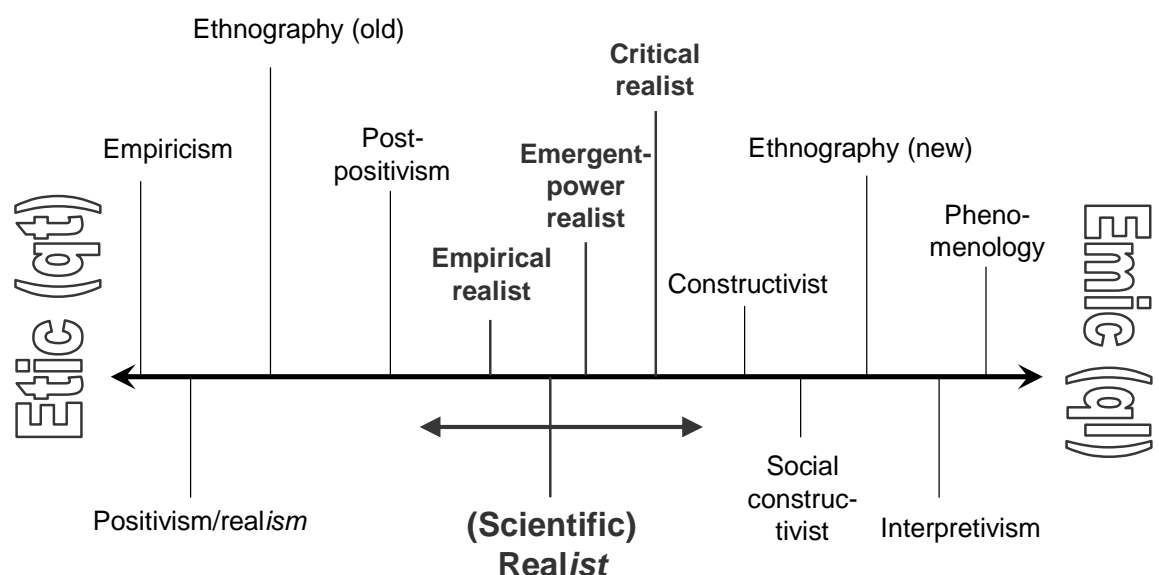 Ethnography (old)
Critical
realist
Empiricism
Post-
positivism
Emergent-
power
realist
Ethnography (new)
Pheno-
menology
Empirical
realist
Constructivist
Etic (qt)
Emic (ql)
Positivism/realism
(Scientific)
Realist
Social
construc-
tivist
Interpretivism